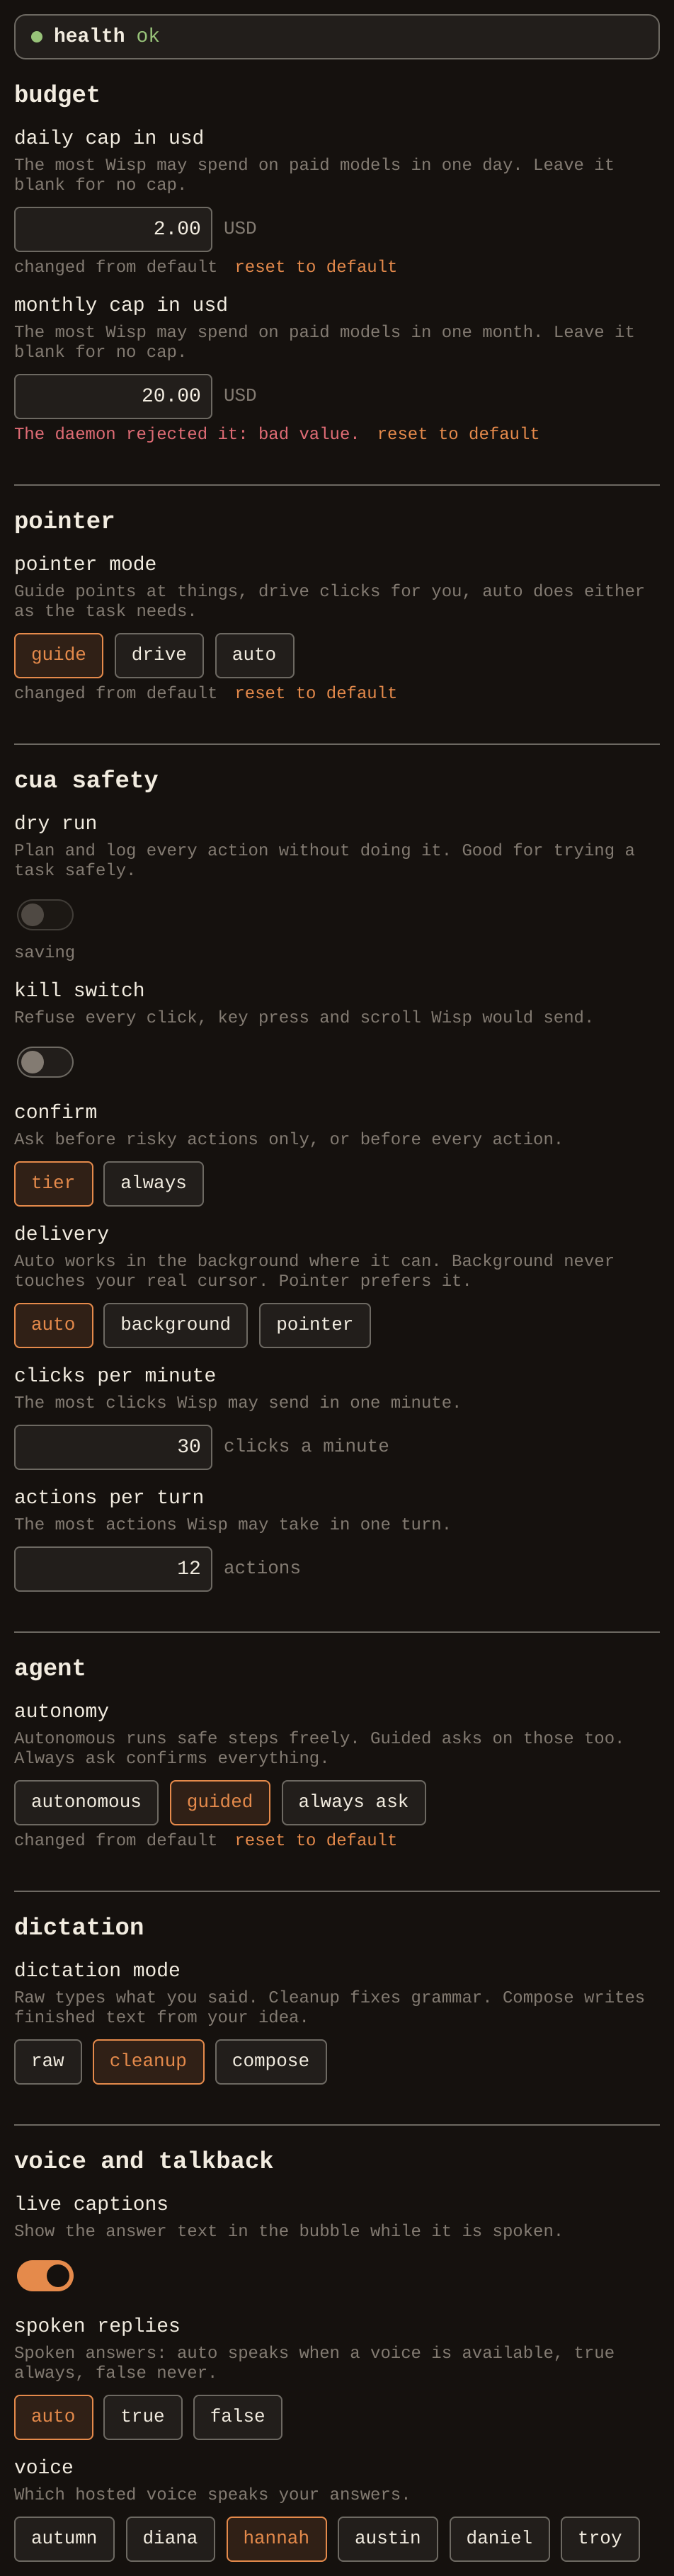 health ok
budget
daily cap in usd
The most Wisp may spend on paid models in one day. Leave it
blank for no cap.
2.00 USD
changed from default reset to default
monthly cap in usd
The most Wisp may spend on paid models in one month. Leave it
blank for no cap.
20.00 USD
The daemon rejected it: bad value. reset to default
pointer
pointer mode
Guide points at things, drive clicks for you, auto does either
as the task needs.
guide drive auto
changed from default reset to default
cua safety
dry run
Plan and log every action without doing it. Good for trying a
task safely.
saving
kill switch
Refuse every click, key press and scroll Wisp would send.
confirm
Ask before risky actions only, or before every action.
tier always
delivery
Auto works in the background where it can. Background never
touches your real cursor. Pointer prefers it.
auto background pointer
clicks per minute
The most clicks Wisp may send in one minute.
30 clicks a minute
actions per turn
The most actions Wisp may take in one turn.
12 actions
agent
autonomy
Autonomous runs safe steps freely. Guided asks on those too.
Always ask confirms everything.
autonomous guided always ask
changed from default reset to default
dictation
dictation mode
Raw types what you said. Cleanup fixes grammar. Compose writes
finished text from your idea.
raw cleanup compose
voice and talkback
live captions
Show the answer text in the bubble while it is spoken.
spoken replies
Spoken answers: auto speaks when a voice is available, true
always, false never.
auto true false
voice
Which hosted voice speaks your answers.
autumn diana hannah austin daniel troy